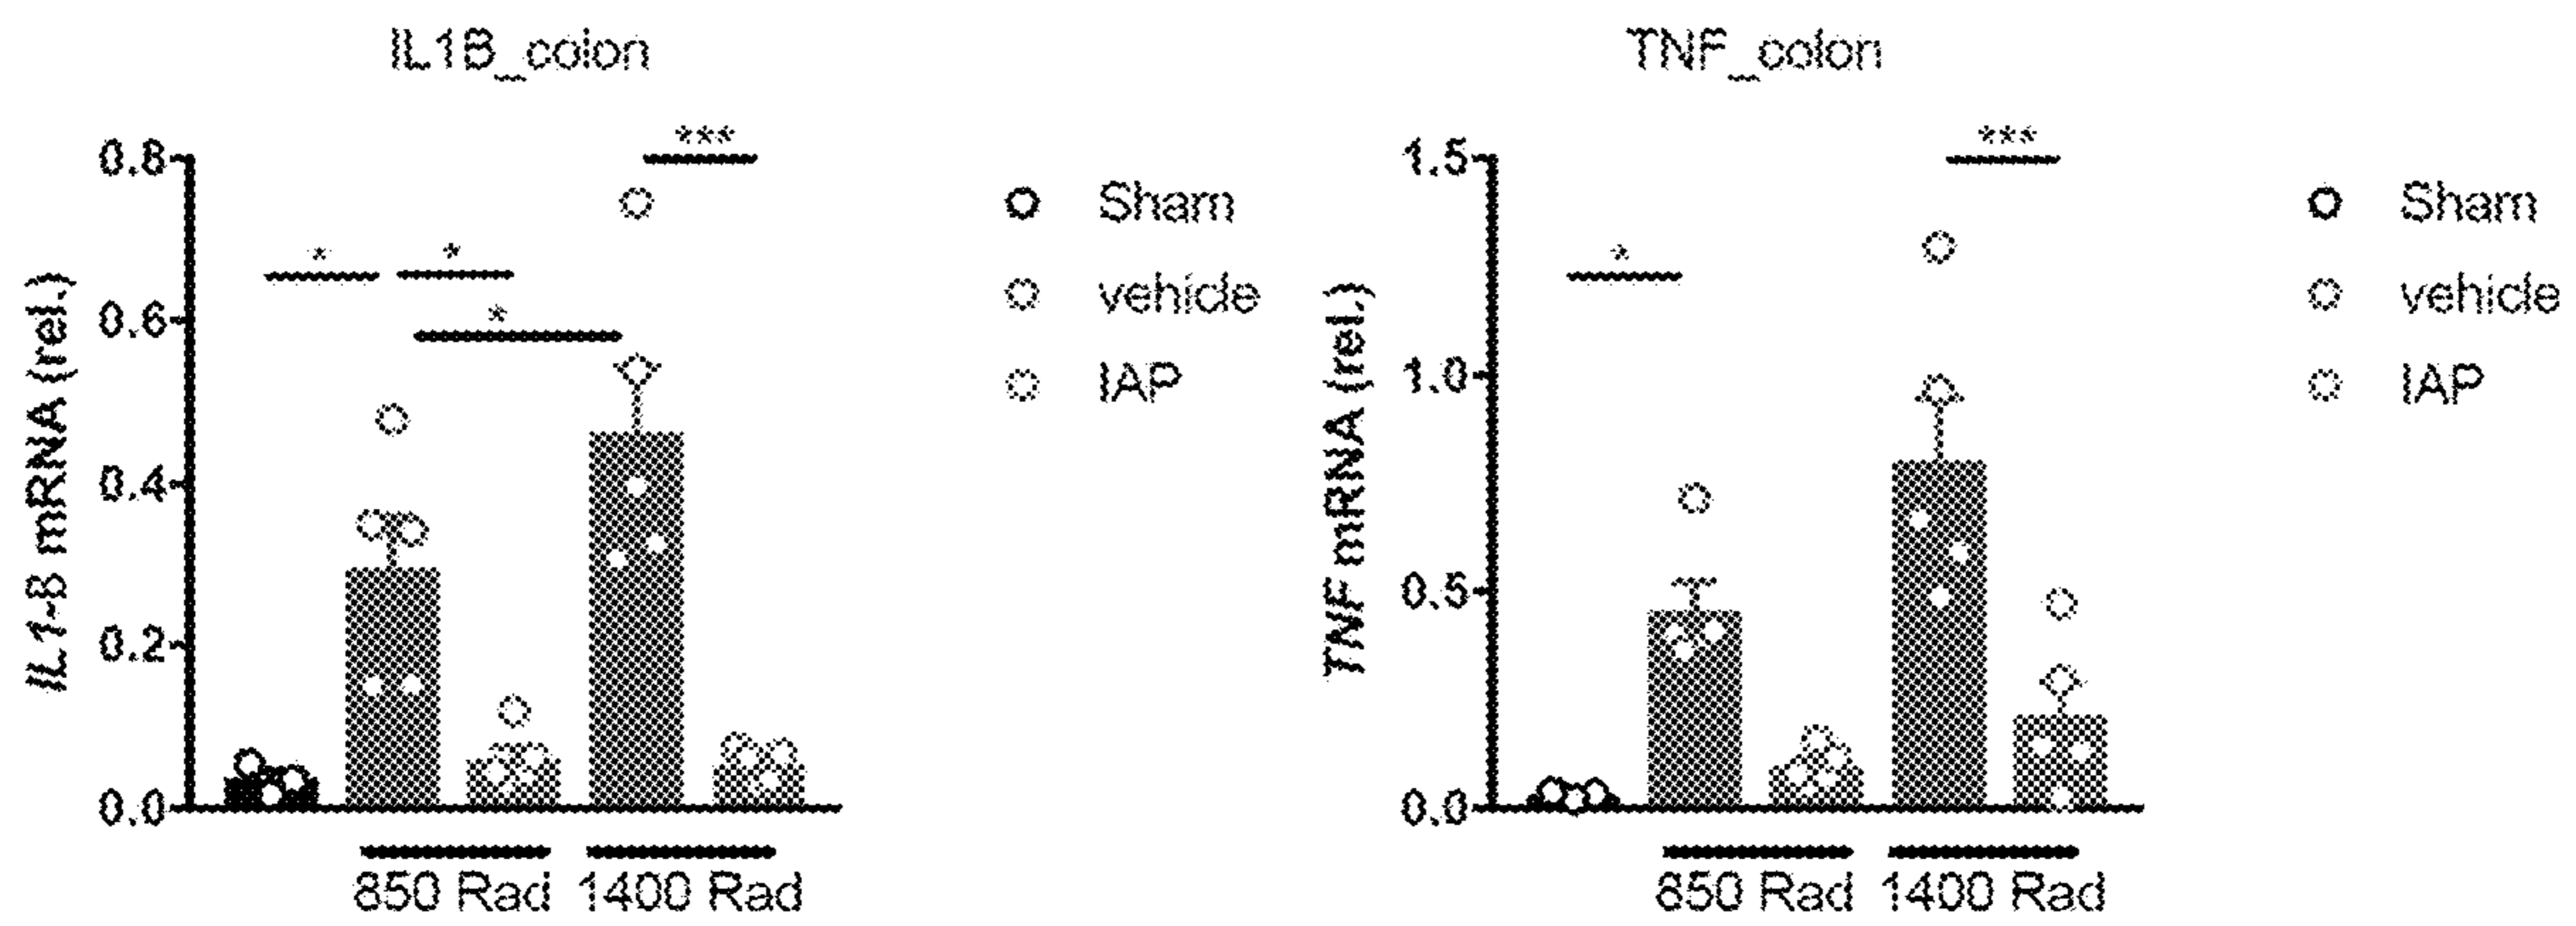 IL1B_colon
IL1-B mRNA (rel.)
0.8
0.6
0.4
0.2
0.0
***
*
*
*
850 Rad
1400 Rad
Sham
vehicle
IAP
TNF_colon
TNF mRNA (rel.)
1.5
1.0
0.5
0.0
***
*
850 Rad
1400 Rad
Sham
vehicle
IAP